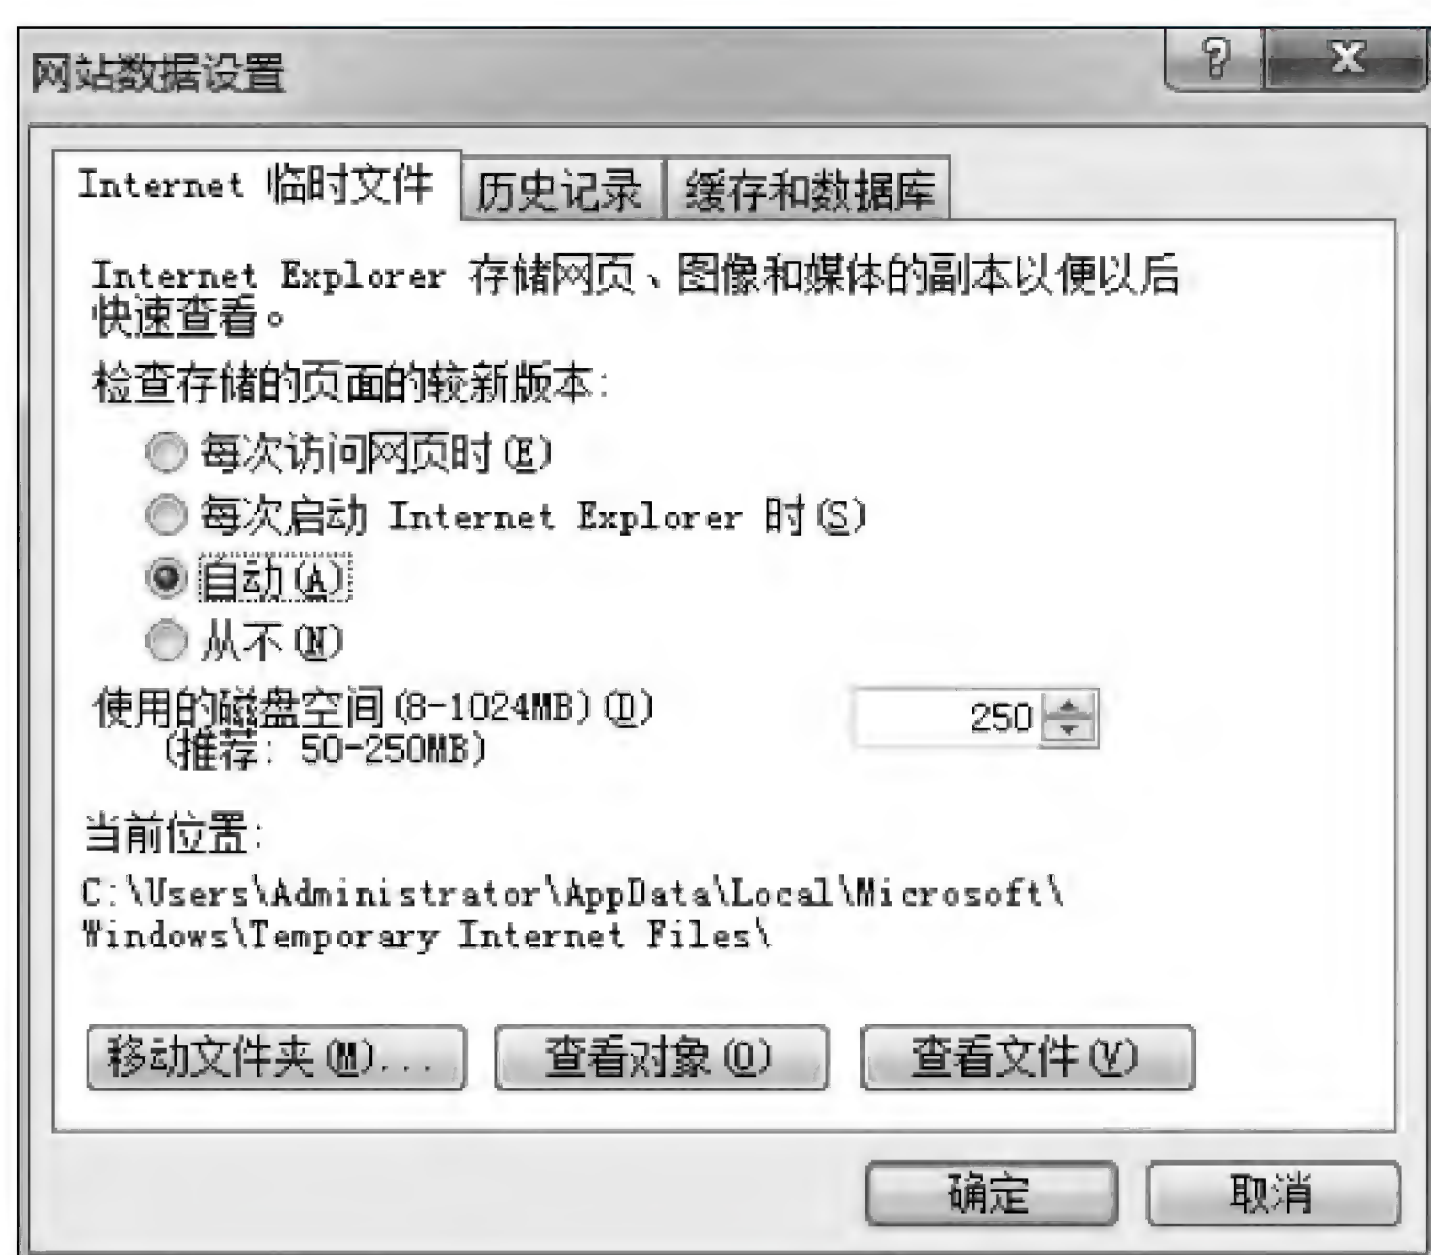 网站数据设置
Internet 临时文件 历史记录 缓存和数据库
Internet Explorer 存储网页、图像和媒体的副本以便以后
快速查看。
检查存储的页面的较新版本:
每次访问网页时(E)
每次启动 Internet Explorer 时(S)
自动(A)
从不(N)
使用的磁盘空间(8-1024MB)(D) 250
(推荐: 50-250MB)
当前位置:
C:\Users\Administrator\AppData\Local\Microsoft\
Windows\Temporary Internet Files\
移动文件夹(M)... 查看对象(O) 查看文件(V)
确定 取消